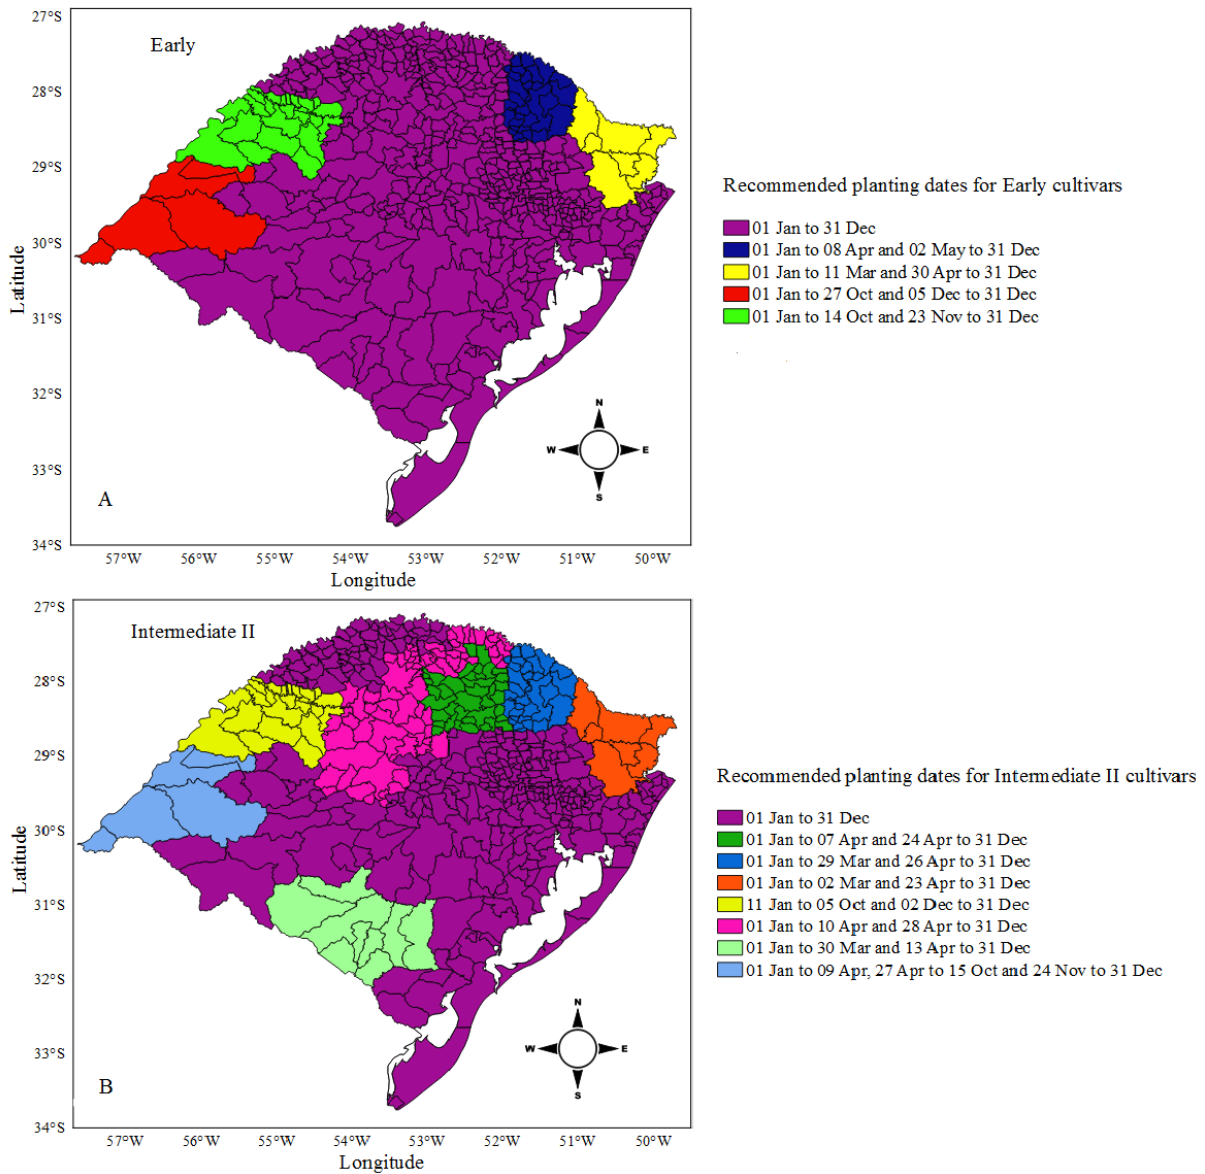 27°S
Early
28°S
29°S
30°S
31°S
32°S
33°S
34°S
Latitude
A
N
W
E
S
57°W 56°W 55°W 54°W 53°W 52°W 51°W 50°W
Longitude
Recommended planting dates for Early cultivars
01 Jan to 31 Dec
01 Jan to 08 Apr and 02 May to 31 Dec
01 Jan to 11 Mar and 30 Apr to 31 Dec
01 Jan to 27 Oct and 05 Dec to 31 Dec
01 Jan to 14 Oct and 23 Nov to 31 Dec
27°S
Intermediate II
28°S
29°S
30°S
31°S
32°S
33°S
34°S
Latitude
B
N
W
E
S
57°W 56°W 55°W 54°W 53°W 52°W 51°W 50°W
Longitude
Recommended planting dates for Intermediate II cultivars
01 Jan to 31 Dec
01 Jan to 07 Apr and 24 Apr to 31 Dec
01 Jan to 29 Mar and 26 Apr to 31 Dec
01 Jan to 02 Mar and 23 Apr to 31 Dec
11 Jan to 05 Oct and 02 Dec to 31 Dec
01 Jan to 10 Apr and 28 Apr to 31 Dec
01 Jan to 30 Mar and 13 Apr to 31 Dec
01 Jan to 09 Apr, 27 Apr to 15 Oct and 24 Nov to 31 Dec